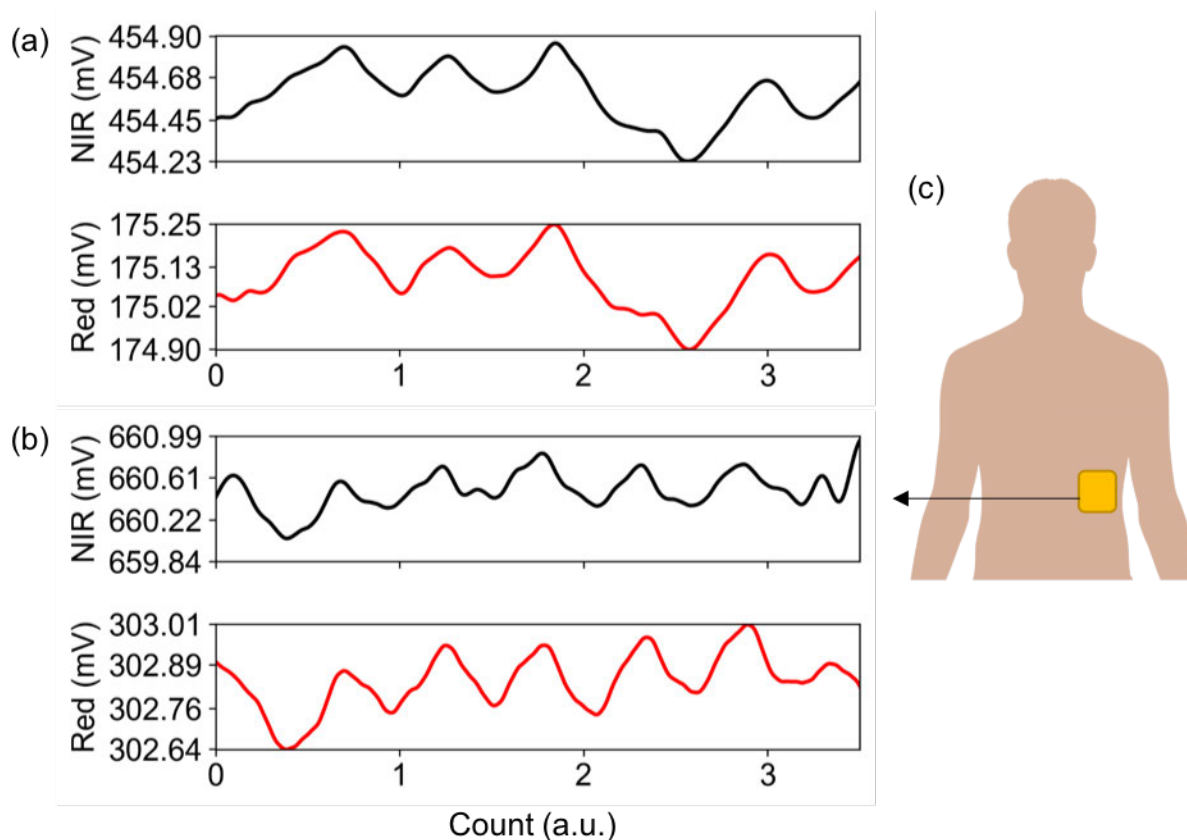 (a)
NIR (mV)
454.90
454.68
454.45
454.23
Red (mV)
175.25
175.13
175.02
174.90
0 1 2 3
(b)
NIR (mV)
660.99
660.61
660.22
659.84
Red (mV)
303.01
302.89
302.76
302.64
0 1 2 3
Count (a.u.)
(c)